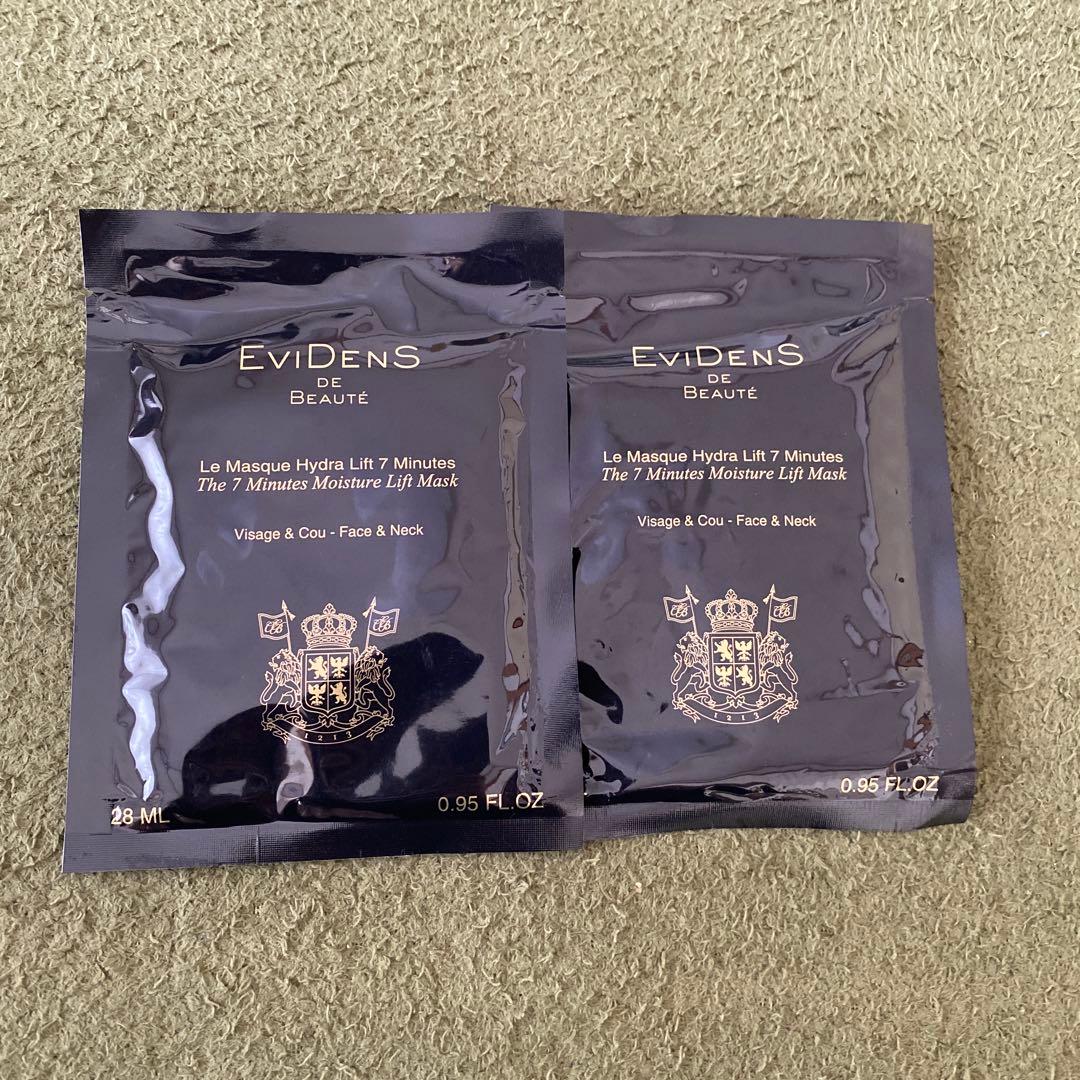 EviDenS
DE
Beauté
Le Masque Hydra Lift 7 Minutes
The 7 Minutes Moisture Lift Mask
Visage & Cou - Face & Neck
1213
28 ML
0.95 FL.OZ
EviDenS
DE
Beauté
Le Masque Hydra Lift 7 Minutes
The 7 Minutes Moisture Lift Mask
Visage & Cou - Face & Neck
1213
0.95 FL.OZ